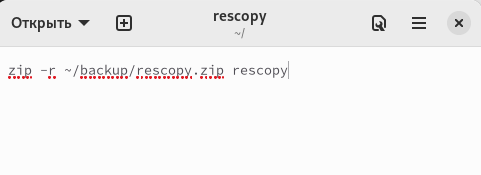 Открыть
rescopy
~/
zip -r ~/backup/rescopy.zip rescopy